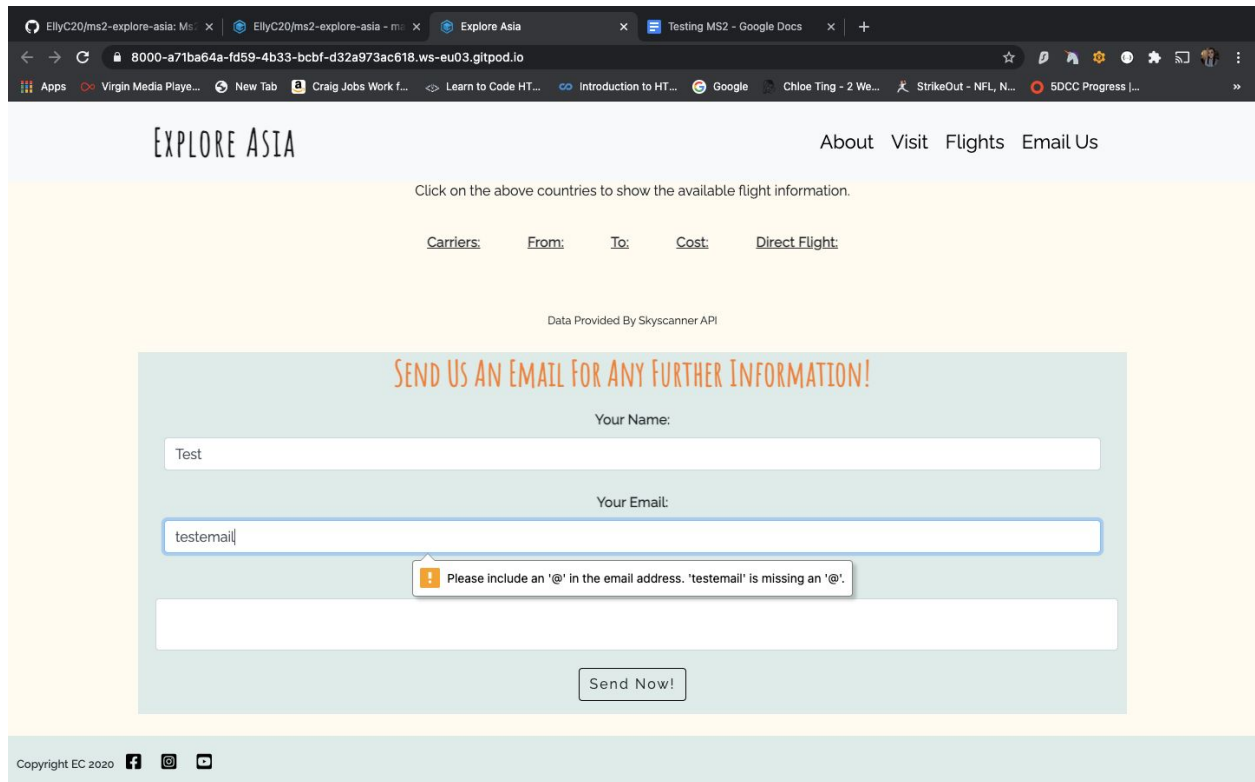 EllyC20/ms2-explore-asia: Ms2 EllyC20/ms2-explore-asia - ma Explore Asia Testing MS2 - Google Docs
8000-a71ba64a-fd59-4b33-bcbf-d32a973ac618.ws-eu03.gitpod.io
Apps Virgin Media Playe... New Tab Craig Jobs Work f... Learn to Code HT... Introduction to HT... Google Chloe Ting - 2 We... StrikeOut - NFL, N... 5DCC Progress |... »
Explore Asia About Visit Flights Email Us
Click on the above countries to show the available flight information.
Carriers: From: To: Cost: Direct Flight:
Data Provided By Skyscanner API
Send Us An Email For Any Further Information!
Your Name:
Test
Your Email:
testemail
Please include an '@' in the email address. 'testemail' is missing an '@'.
Send Now!
Copyright EC 2020